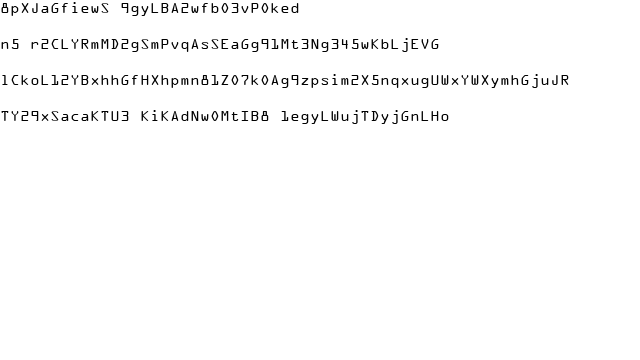 8pXJaGfiewS 9gyLBA2wfb03vP0ked
n5 r2CLYRmMD2gSmPvqAsSEaGg91Mt3Ng345wKbLjEVG
1CkoL12YBxhhGfHXhpmn81Z07k0Ag9zpsim2X5nqxugUWxYWXymhGjuJR
TY29xSacaKTU3 KiKAdNw0MtIB8 1egyLWujTDyjGnLHo